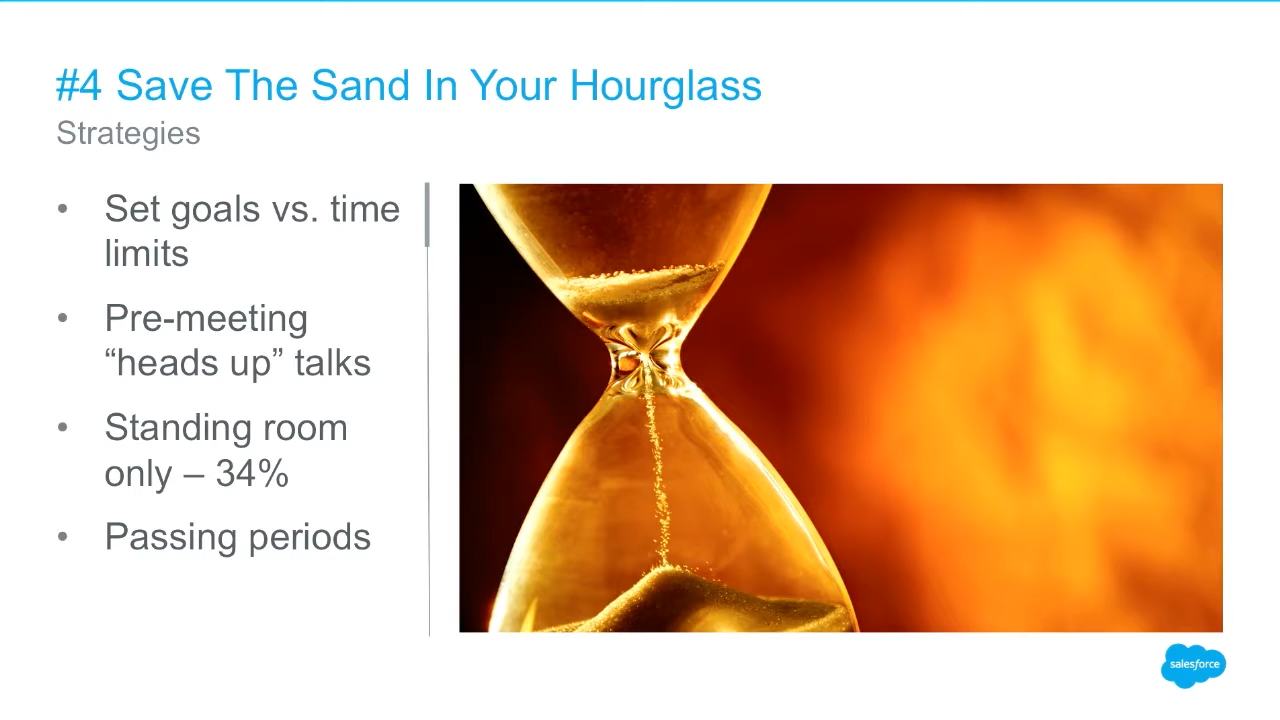 #4 Save The Sand In Your Hourglass
Strategies
• Set goals vs. time
limits
• Pre-meeting
“heads up” talks
• Standing room
only – 34%
• Passing periods
salesforce